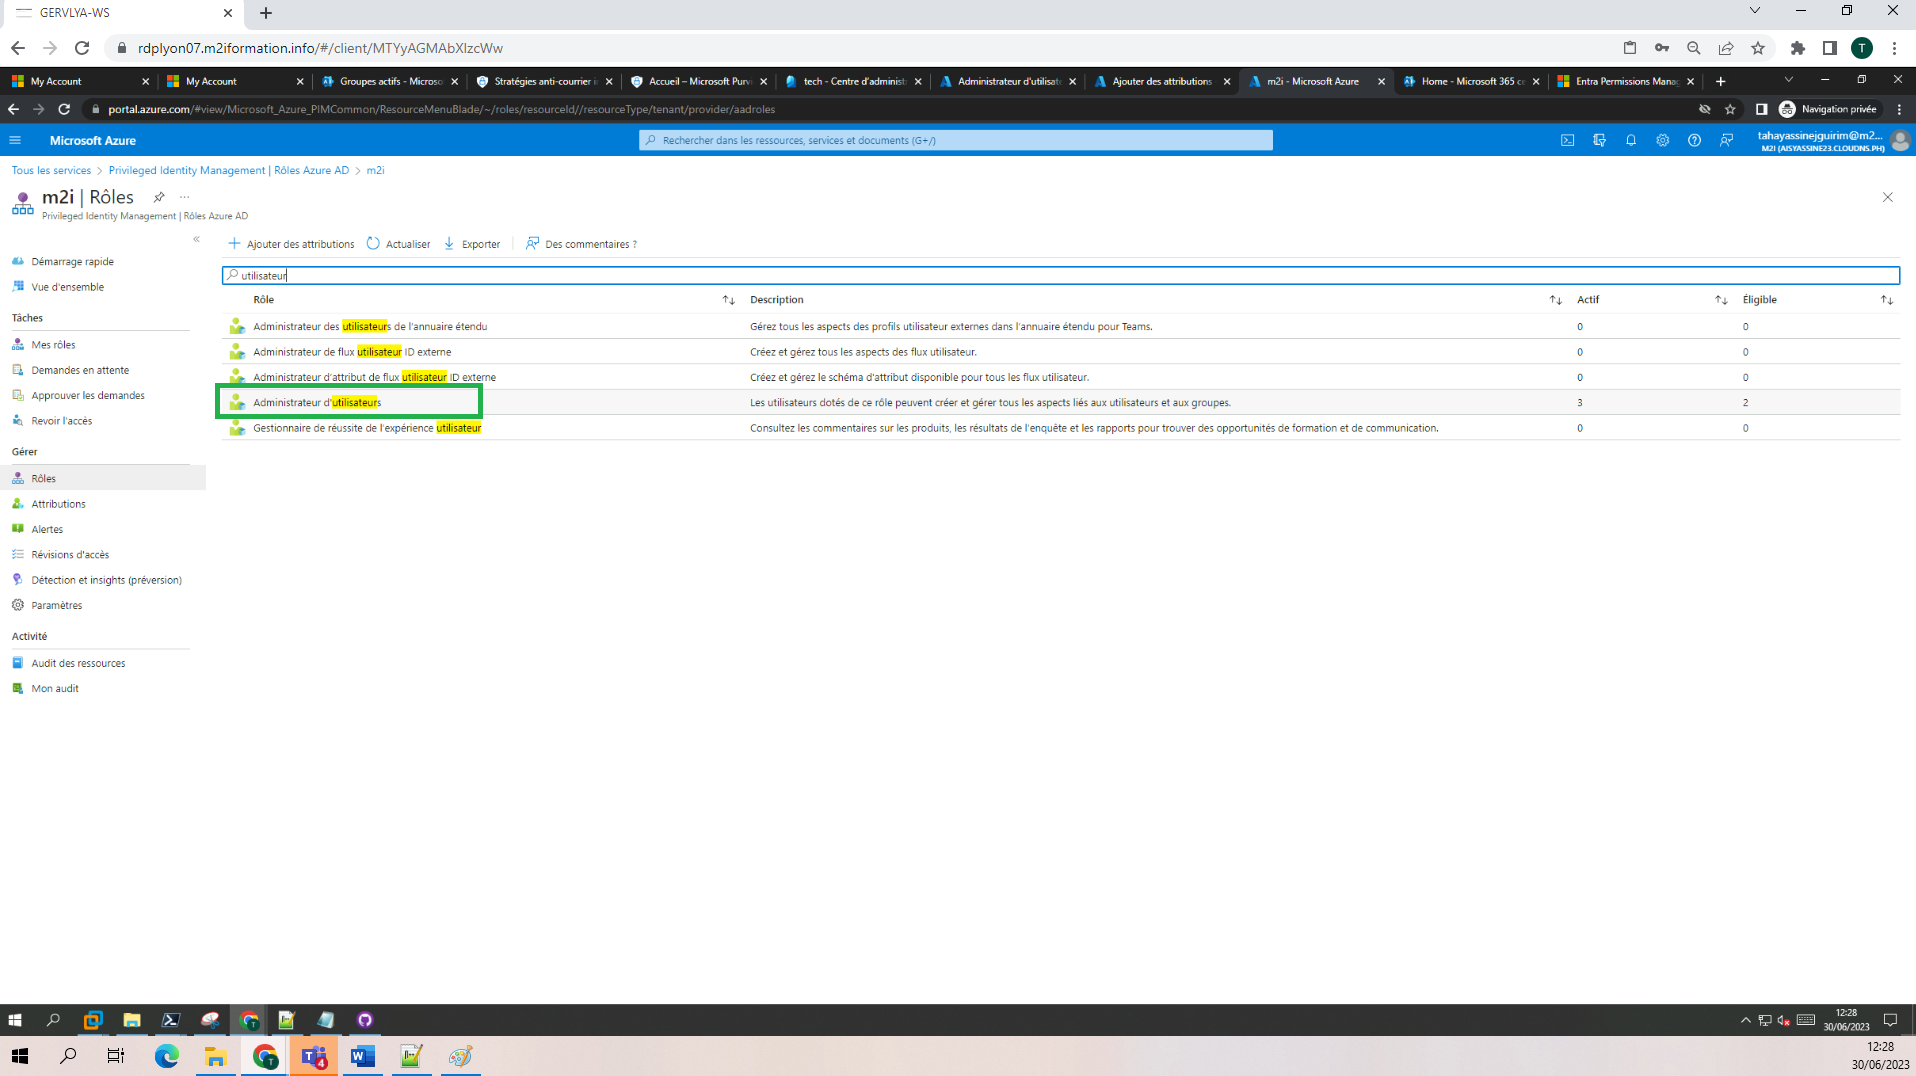 GERVLYA-WS
rdplyon07.m2iformation.info/#/client/MTYyAGMAbXlzcWw
T
My Account
My Account
Groupes actifs - Microso
Stratégies anti-courrier i
Accueil – Microsoft Purv
tech - Centre d'administ
Administrateur d'utilisate
Ajouter des attributions
m2i - Microsoft Azure
Home - Microsoft 365 ce
Entra Permissions Manag
portal.azure.com/#view/Microsoft_Azure_PIMCommon/ResourceMenuBlade/~/roles/resourceId//resourceType/tenant/provider/aadroles
Navigation privée
Microsoft Azure
Rechercher dans les ressources, services et documents (G+/)
tahayassinejguirim@m2...
M2I (AISYASSINE23.CLOUDNS.PH)
Tous les services > Privileged Identity Management | Rôles Azure AD > m2i
m2i | Rôles
Privileged Identity Management | Rôles Azure AD
Ajouter des attributions
Actualiser
Exporter
Des commentaires ?
Démarrage rapide
Vue d'ensemble
Tâches
Mes rôles
Demandes en attente
Approuver les demandes
Revoir l'accès
Gérer
Rôles
Attributions
Alertes
Révisions d'accès
Détection et insights (préversion)
Paramètres
Activité
Audit des ressources
Mon audit
utilisateur
Rôle Description Actif Éligible
Administrateur des utilisateurs de l'annuaire étendu Gérez tous les aspects des profils utilisateur externes dans l'annuaire étendu pour Teams. 0 0
Administrateur de flux utilisateur ID externe Créez et gérez tous les aspects des flux utilisateur. 0 0
Administrateur d'attribut de flux utilisateur ID externe Créez et gérez le schéma d'attribut disponible pour tous les flux utilisateur. 0 0
Administrateur d'utilisateurs Les utilisateurs dotés de ce rôle peuvent créer et gérer tous les aspects liés aux utilisateurs et aux groupes. 3 2
Gestionnaire de réussite de l'expérience utilisateur Consultez les commentaires sur les produits, les résultats de l'enquête et les rapports pour trouver des opportunités de formation et de communication. 0 0
12:28
30/06/2023
4
12:28
30/06/2023